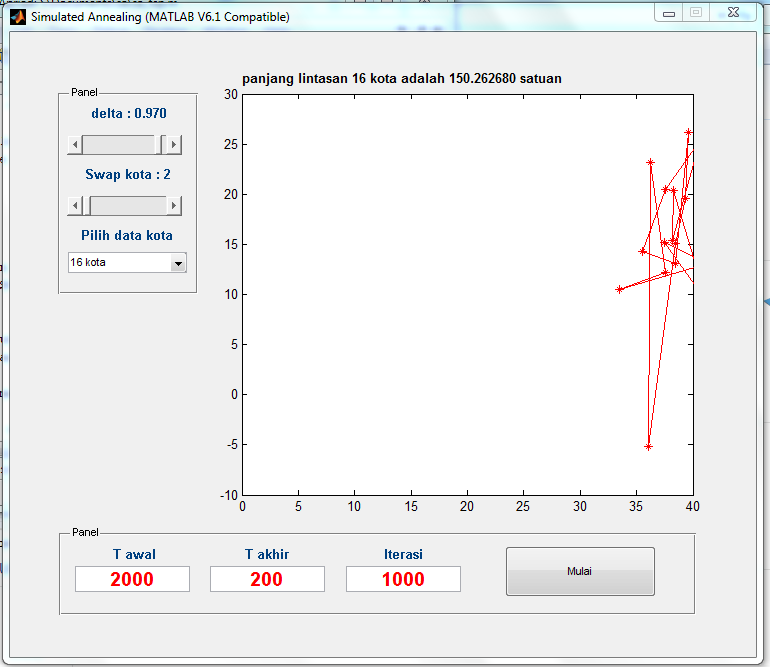 Simulated Annealing (MATLAB V6.1 Compatible)
panjang lintasan 16 kota adalah 150.262680 satuan
Panel
delta : 0.970
Swap kota : 2
Pilih data kota
16 kota
30
25
20
15
10
5
0
-5
-10
0 5 10 15 20 25 30 35 40
Panel
T awal T akhir Iterasi
2000 200 1000
Mulai